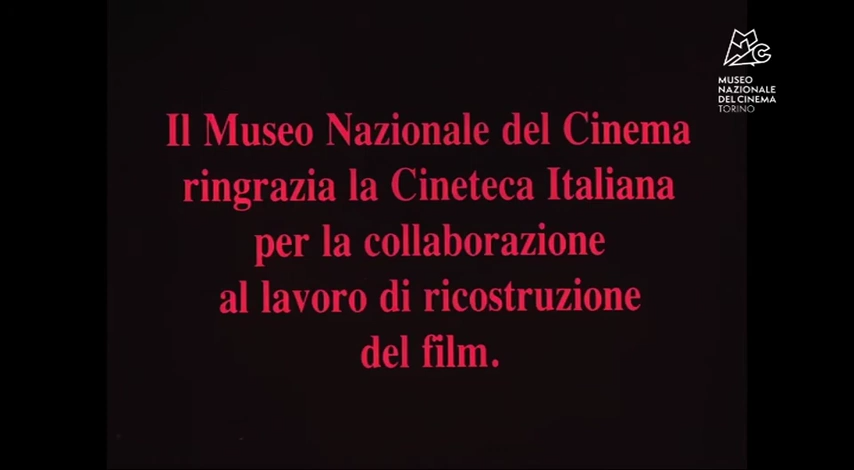 MUSEO
NAZIONALE
DEL CINEMA
TORINO
Il Museo Nazionale del Cinema
ringrazia la Cineteca Italiana
per la collaborazione
al lavoro di ricostruzione
del film.